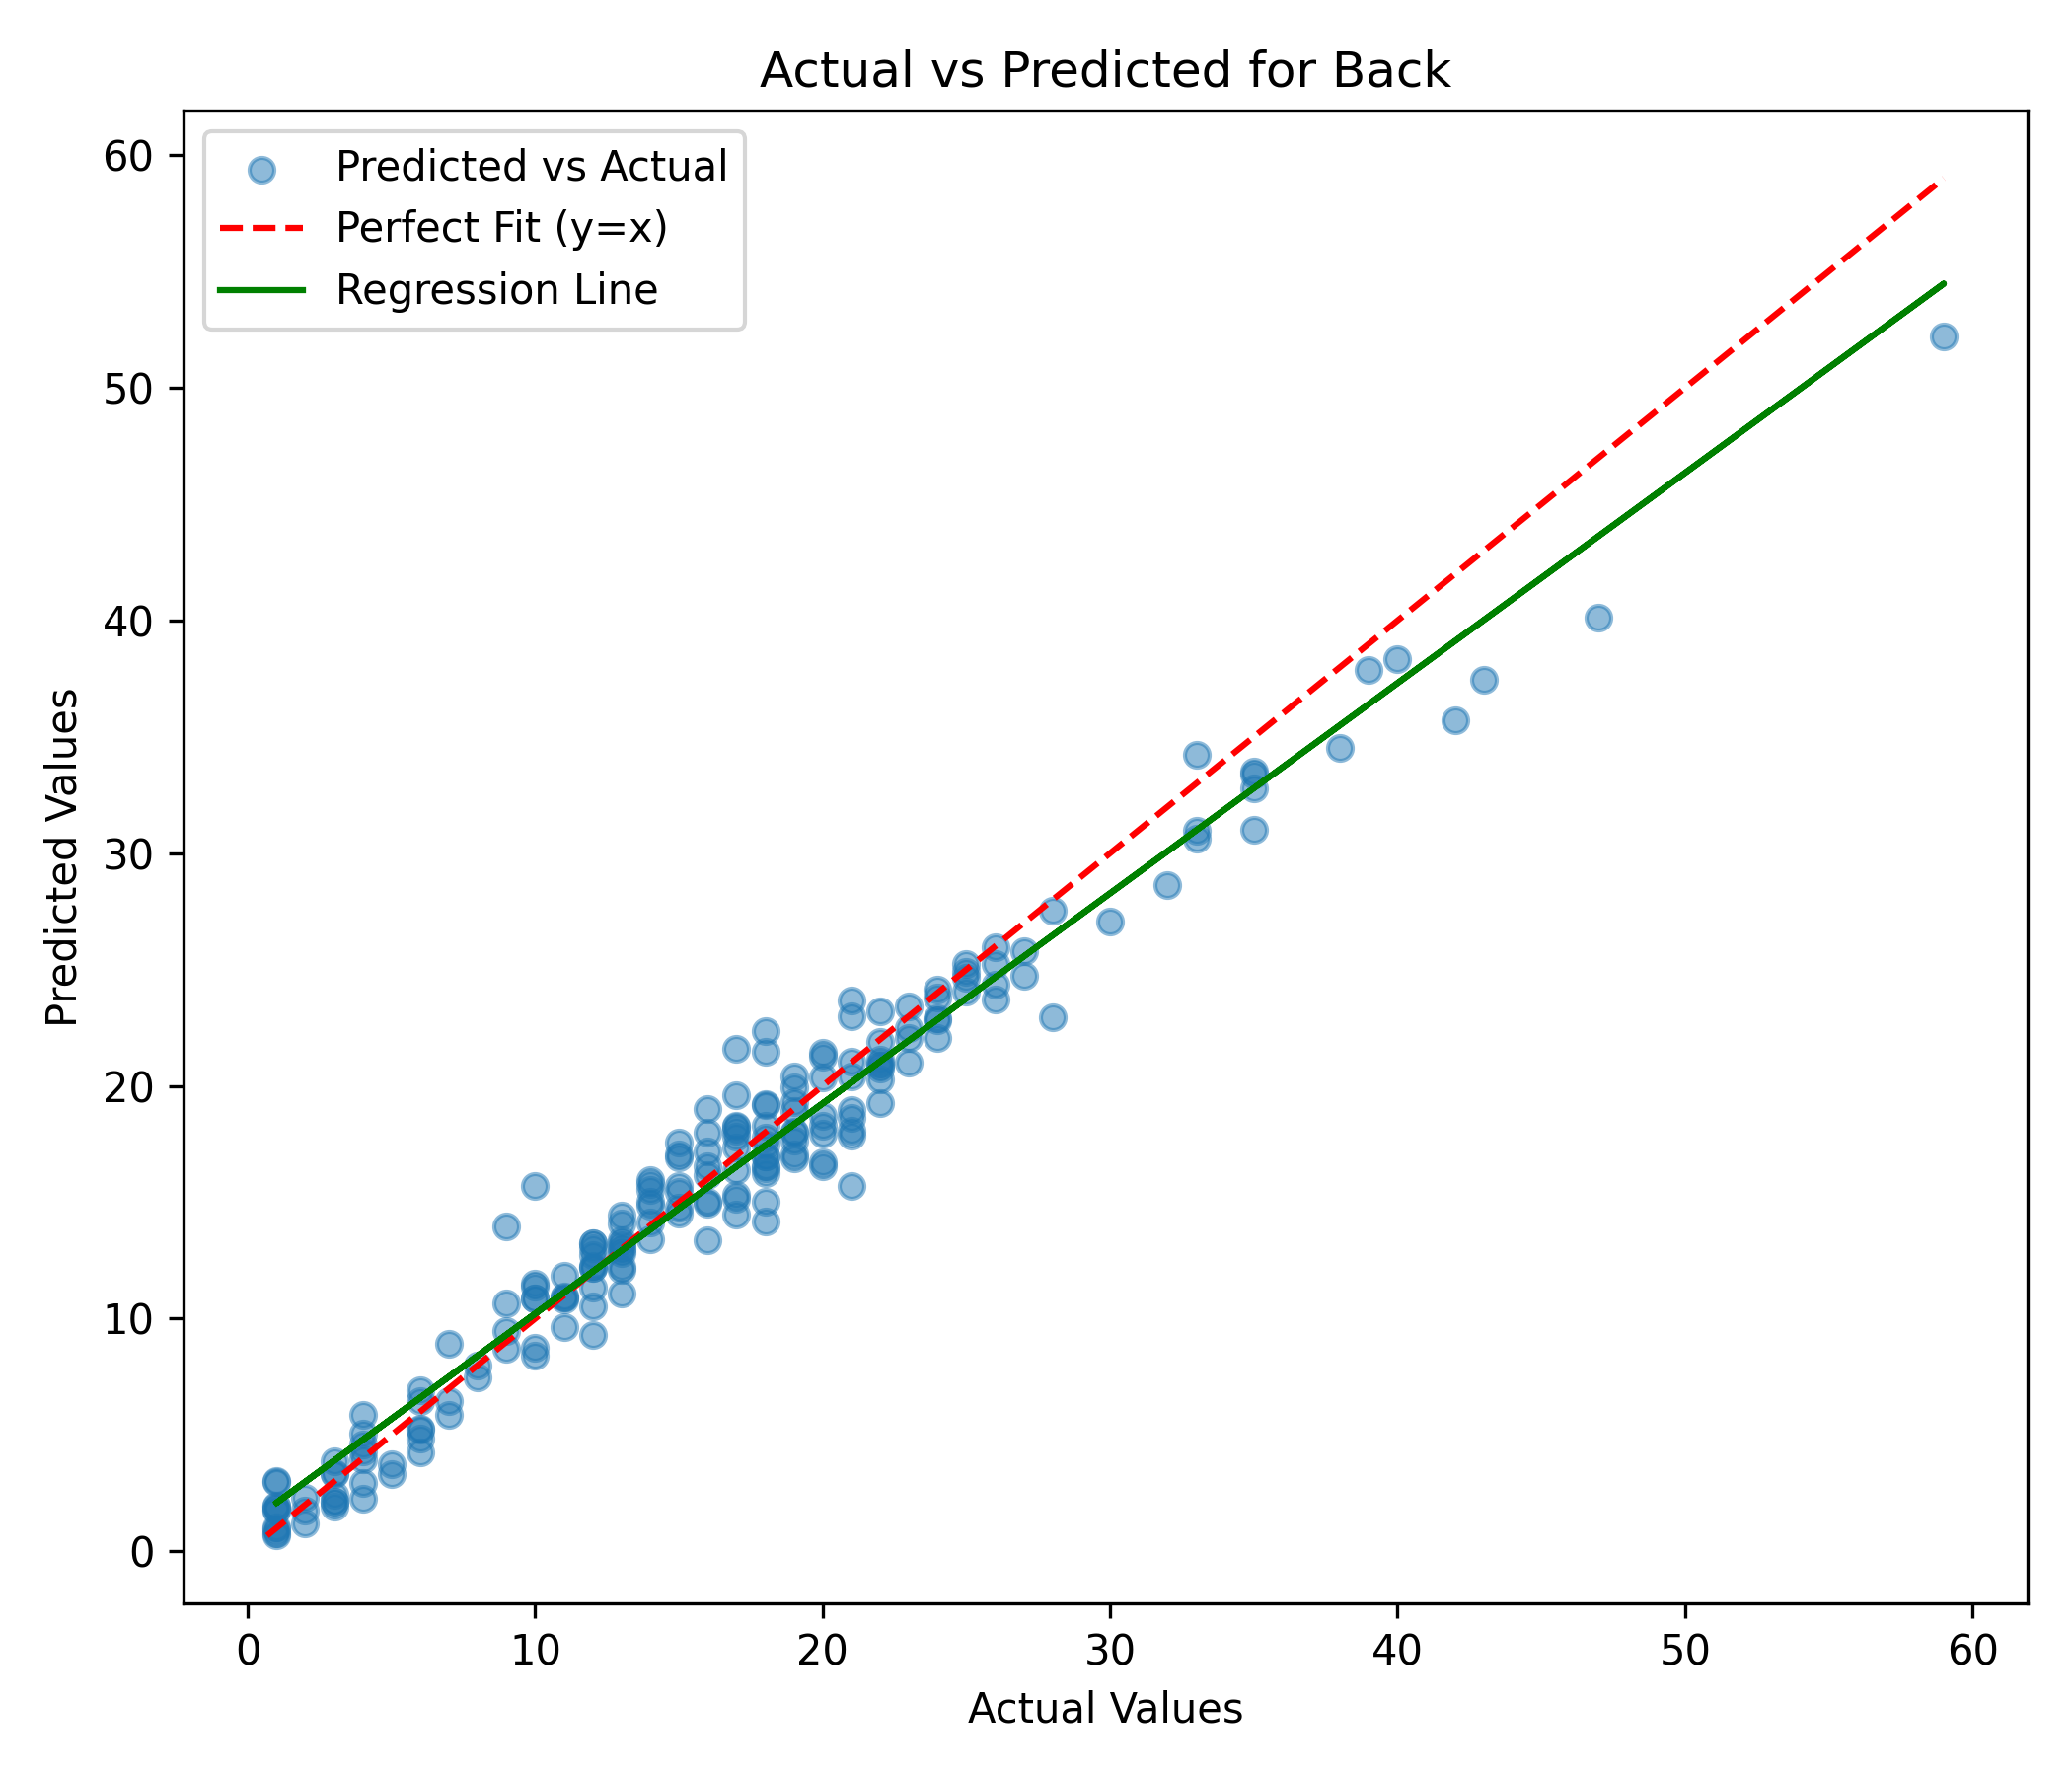 Actual vs Predicted for Back
Predicted vs Actual
Perfect Fit (y=x)
Regression Line
60
50
40
30
20
10
0
Predicted Values
0 10 20 30 40 50 60
Actual Values